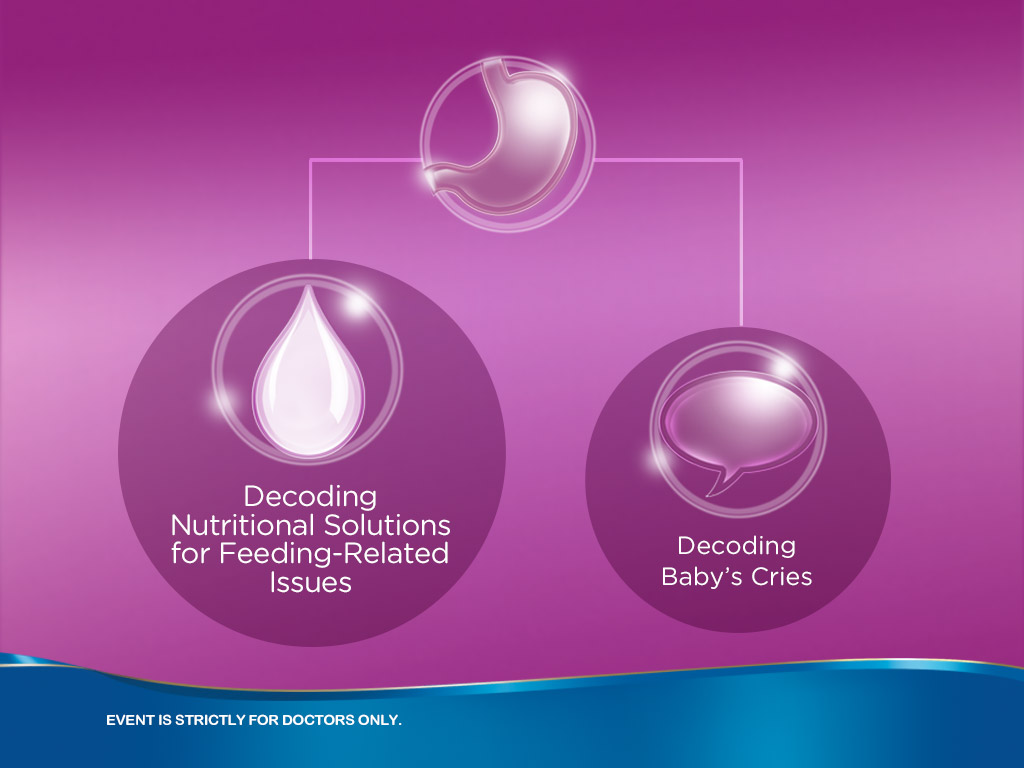 Decoding
Nutritional Solutions
for Feeding-Related
Issues
Decoding
Baby’s Cries
EVENT IS STRICTLY FOR DOCTORS ONLY.